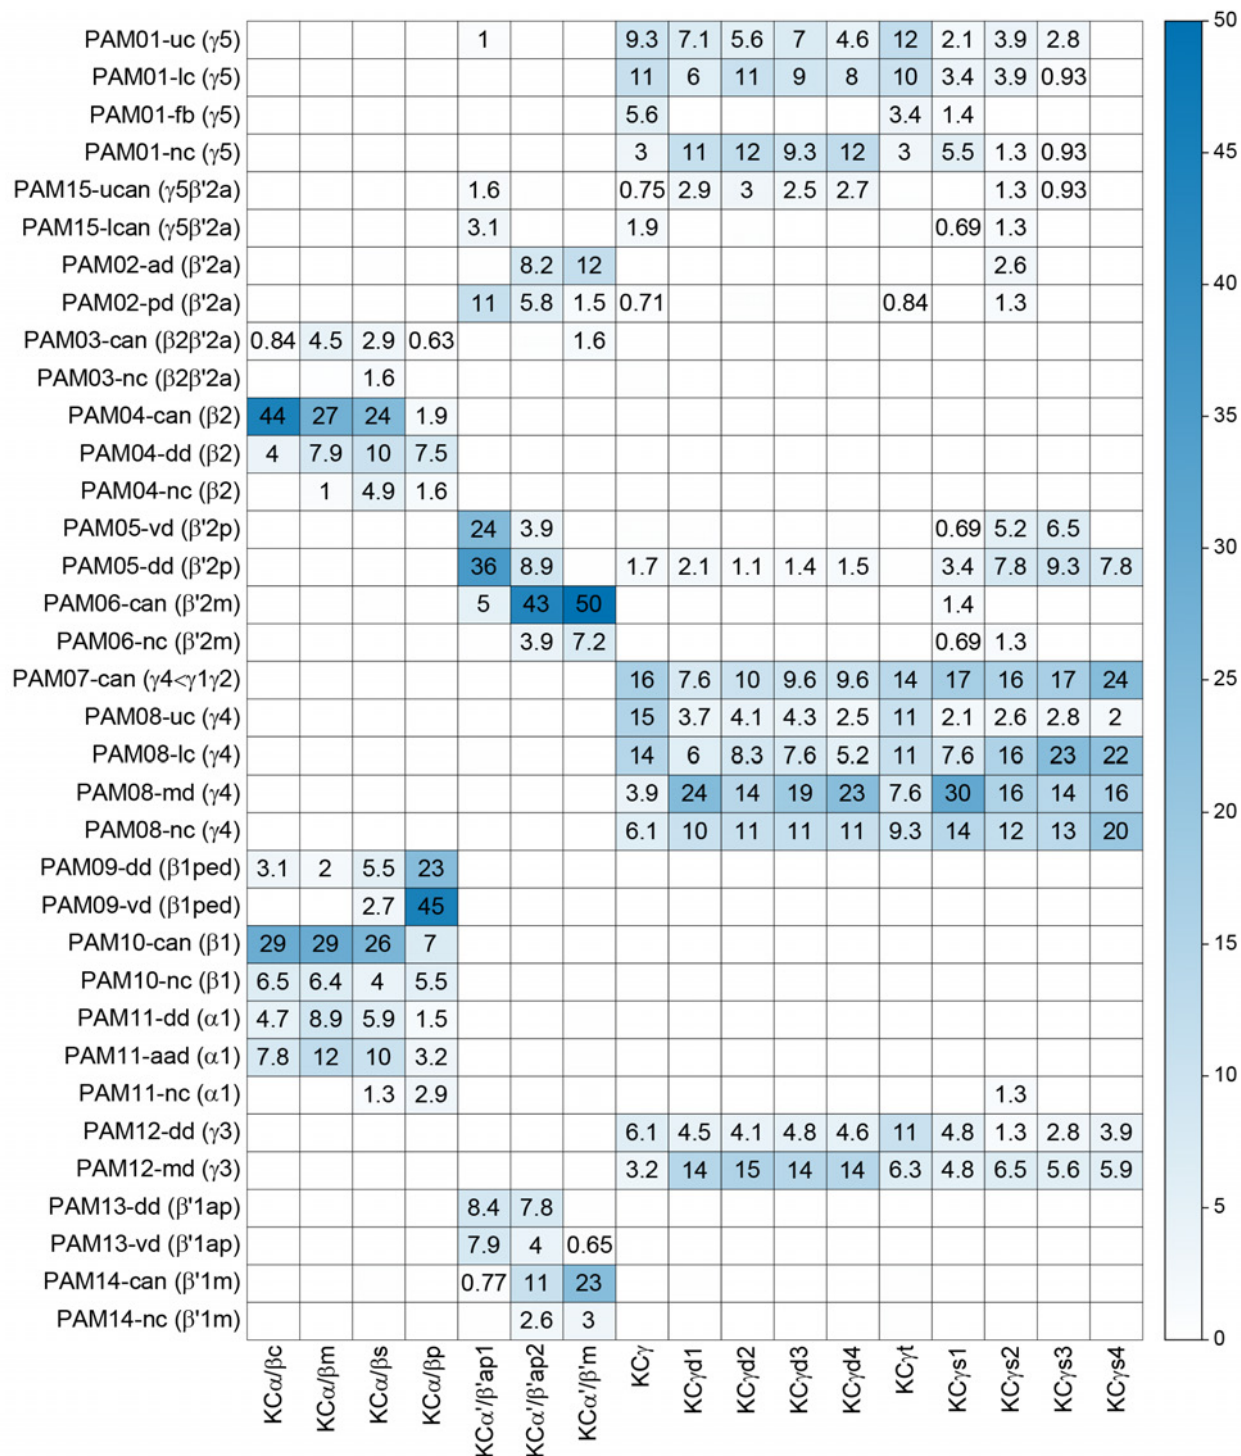 PAM01-uc (γ5) 1 9.3 7.1 5.6 7 4.6 12 2.1 3.9 2.8
PAM01-lc (γ5) 11 6 11 9 8 10 3.4 3.9 0.93
PAM01-fb (γ5) 5.6 3.4 1.4
PAM01-nc (γ5) 3 11 12 9.3 12 3 5.5 1.3 0.93
PAM15-ucan (γ5β'2a) 1.6 0.75 2.9 3 2.5 2.7 1.3 0.93
PAM15-lcan (γ5β'2a) 3.1 1.9 0.69 1.3
PAM02-ad (β'2a) 8.2 12 2.6
PAM02-pd (β'2a) 11 5.8 1.5 0.71 0.84 1.3
PAM03-can (β2β'2a) 0.84 4.5 2.9 0.63 1.6
PAM03-nc (β2β'2a) 1.6
PAM04-can (β2) 44 27 24 1.9
PAM04-dd (β2) 4 7.9 10 7.5
PAM04-nc (β2) 1 4.9 1.6
PAM05-vd (β'2p) 24 3.9 0.69 5.2 6.5
PAM05-dd (β'2p) 36 8.9 1.7 2.1 1.1 1.4 1.5 3.4 7.8 9.3 7.8
PAM06-can (β'2m) 5 43 50 1.4
PAM06-nc (β'2m) 3.9 7.2 0.69 1.3
PAM07-can (γ4<γ1γ2) 16 7.6 10 9.6 9.6 14 17 16 17 24
PAM08-uc (γ4) 15 3.7 4.1 4.3 2.5 11 2.1 2.6 2.8 2
PAM08-lc (γ4) 14 6 8.3 7.6 5.2 11 7.6 16 23 22
PAM08-md (γ4) 3.9 24 14 19 23 7.6 30 16 14 16
PAM08-nc (γ4) 6.1 10 11 11 11 9.3 14 12 13 20
PAM09-dd (β1ped) 3.1 2 5.5 23
PAM09-vd (β1ped) 2.7 45
PAM10-can (β1) 29 29 26 7
PAM10-nc (β1) 6.5 6.4 4 5.5
PAM11-dd (α1) 4.7 8.9 5.9 1.5
PAM11-aad (α1) 7.8 12 10 3.2
PAM11-nc (α1) 1.3 2.9 1.3
PAM12-dd (γ3) 6.1 4.5 4.1 4.8 4.6 11 4.8 1.3 2.8 3.9
PAM12-md (γ3) 3.2 14 15 14 14 6.3 4.8 6.5 5.6 5.9
PAM13-dd (β'1ap) 8.4 7.8
PAM13-vd (β'1ap) 7.9 4 0.65
PAM14-can (β'1m) 0.77 11 23
PAM14-nc (β'1m) 2.6 3
KCα/βc
KCα/βm
KCα/βs
KCα/βp
KCα'/β'ap1
KCα'/β'ap2
KCα'/β'm
KCγ
KCγd1
KCγd2
KCγd3
KCγd4
KCγt
KCγs1
KCγs2
KCγs3
KCγs4
50
45
40
35
30
25
20
15
10
5
0